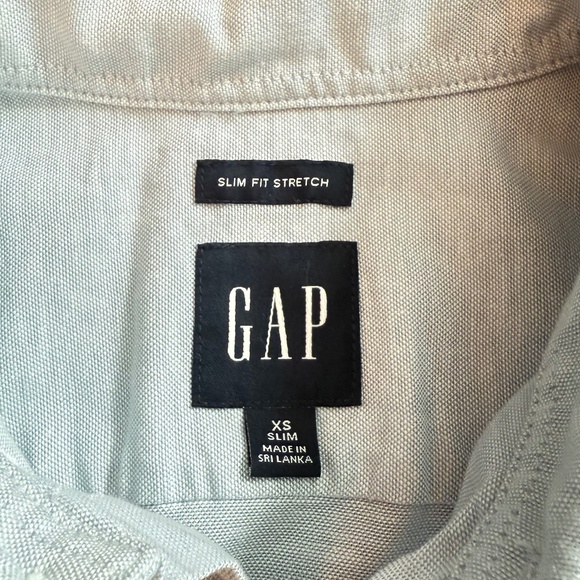 SLIM FIT STRETCH
GAP
XS
SLIM
MADE IN
SRI LANKA